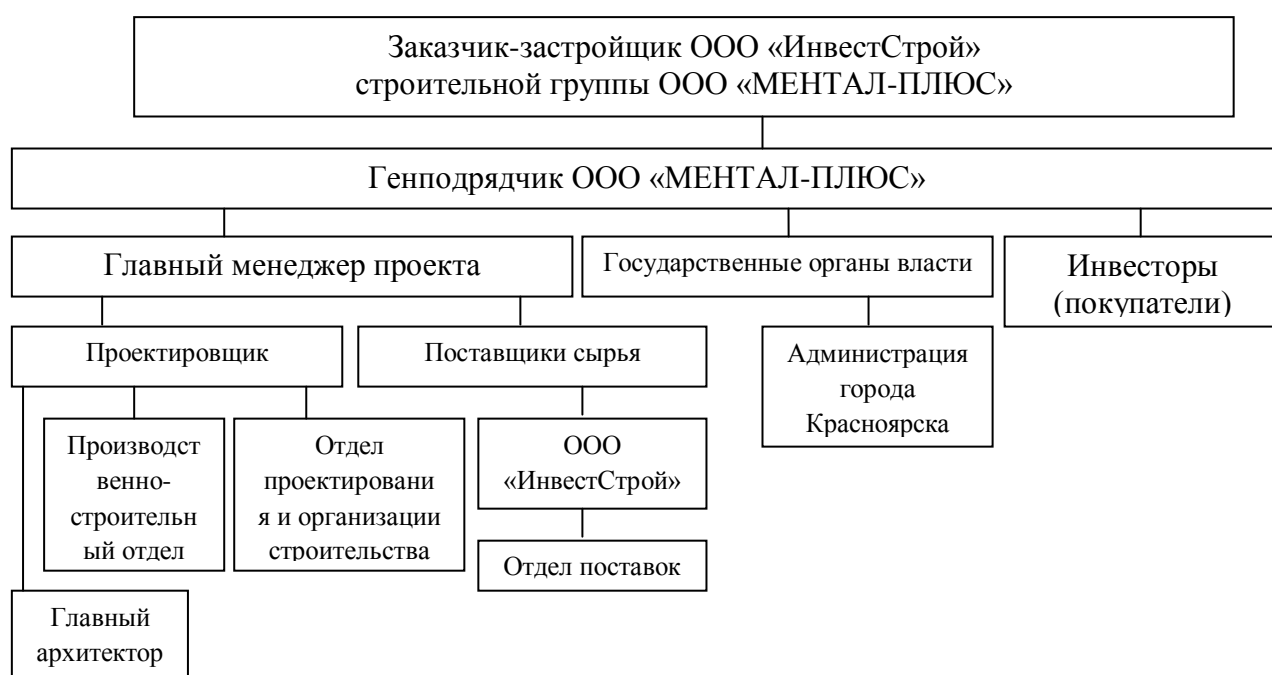 Заказчик-застройщик ООО «ИнвестСтрой»
строительной группы ООО «МЕНТАЛ-ПЛЮС»
Генподрядчик ООО «МЕНТАЛ-ПЛЮС»
Главный менеджер проекта
Государственные органы власти
Инвесторы
(покупатели)
Проектировщик
Поставщики сырья
Администрация
города
Красноярска
Производст
венно-
строительн
ый отдел
Отдел
проектировани
я и организации
строительства
ООО
«ИнвестСтрой»
Отдел поставок
Главный
архитектор